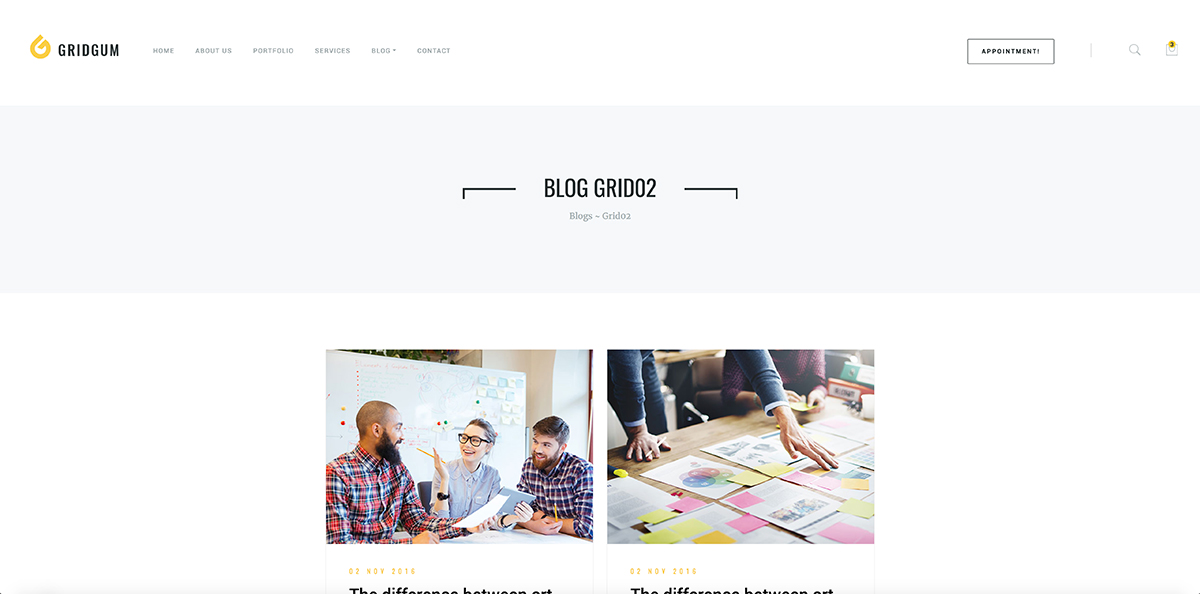 GRIDGUM
HOME ABOUT US PORTFOLIO SERVICES BLOG CONTACT
APPOINTMENT!
3
BLOG GRID02
Blogs ~ Grid02
02 NOV 2016
The difference between art
02 NOV 2016
The difference between art